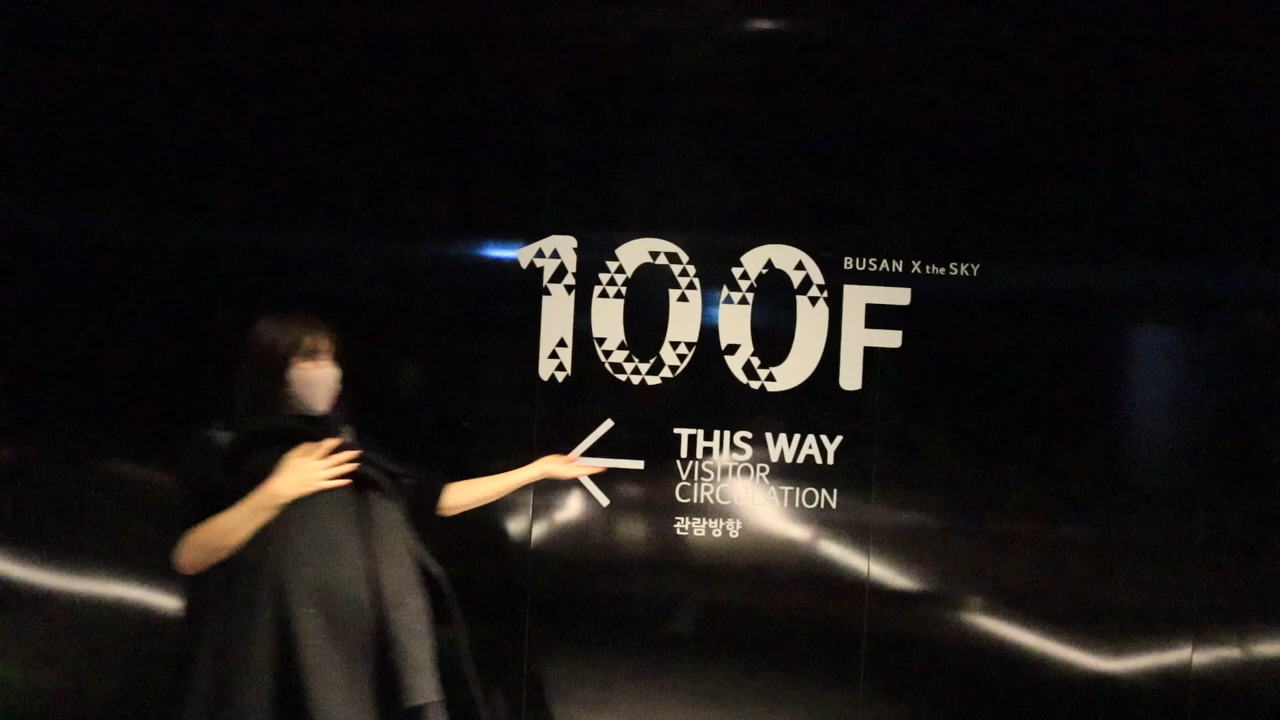 100F
BUSAN X the SKY
THIS WAY
VISITOR
CIRCULATION
관람방향